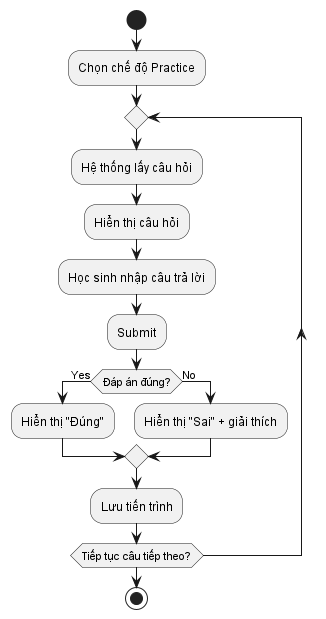 Chọn chế độ Practice
Hệ thống lấy câu hỏi
Hiển thị câu hỏi
Học sinh nhập câu trả lời
Submit
Yes
Đáp án đúng?
No
Hiển thị "Đúng"
Hiển thị "Sai" + giải thích
Lưu tiến trình
Tiếp tục câu tiếp theo?